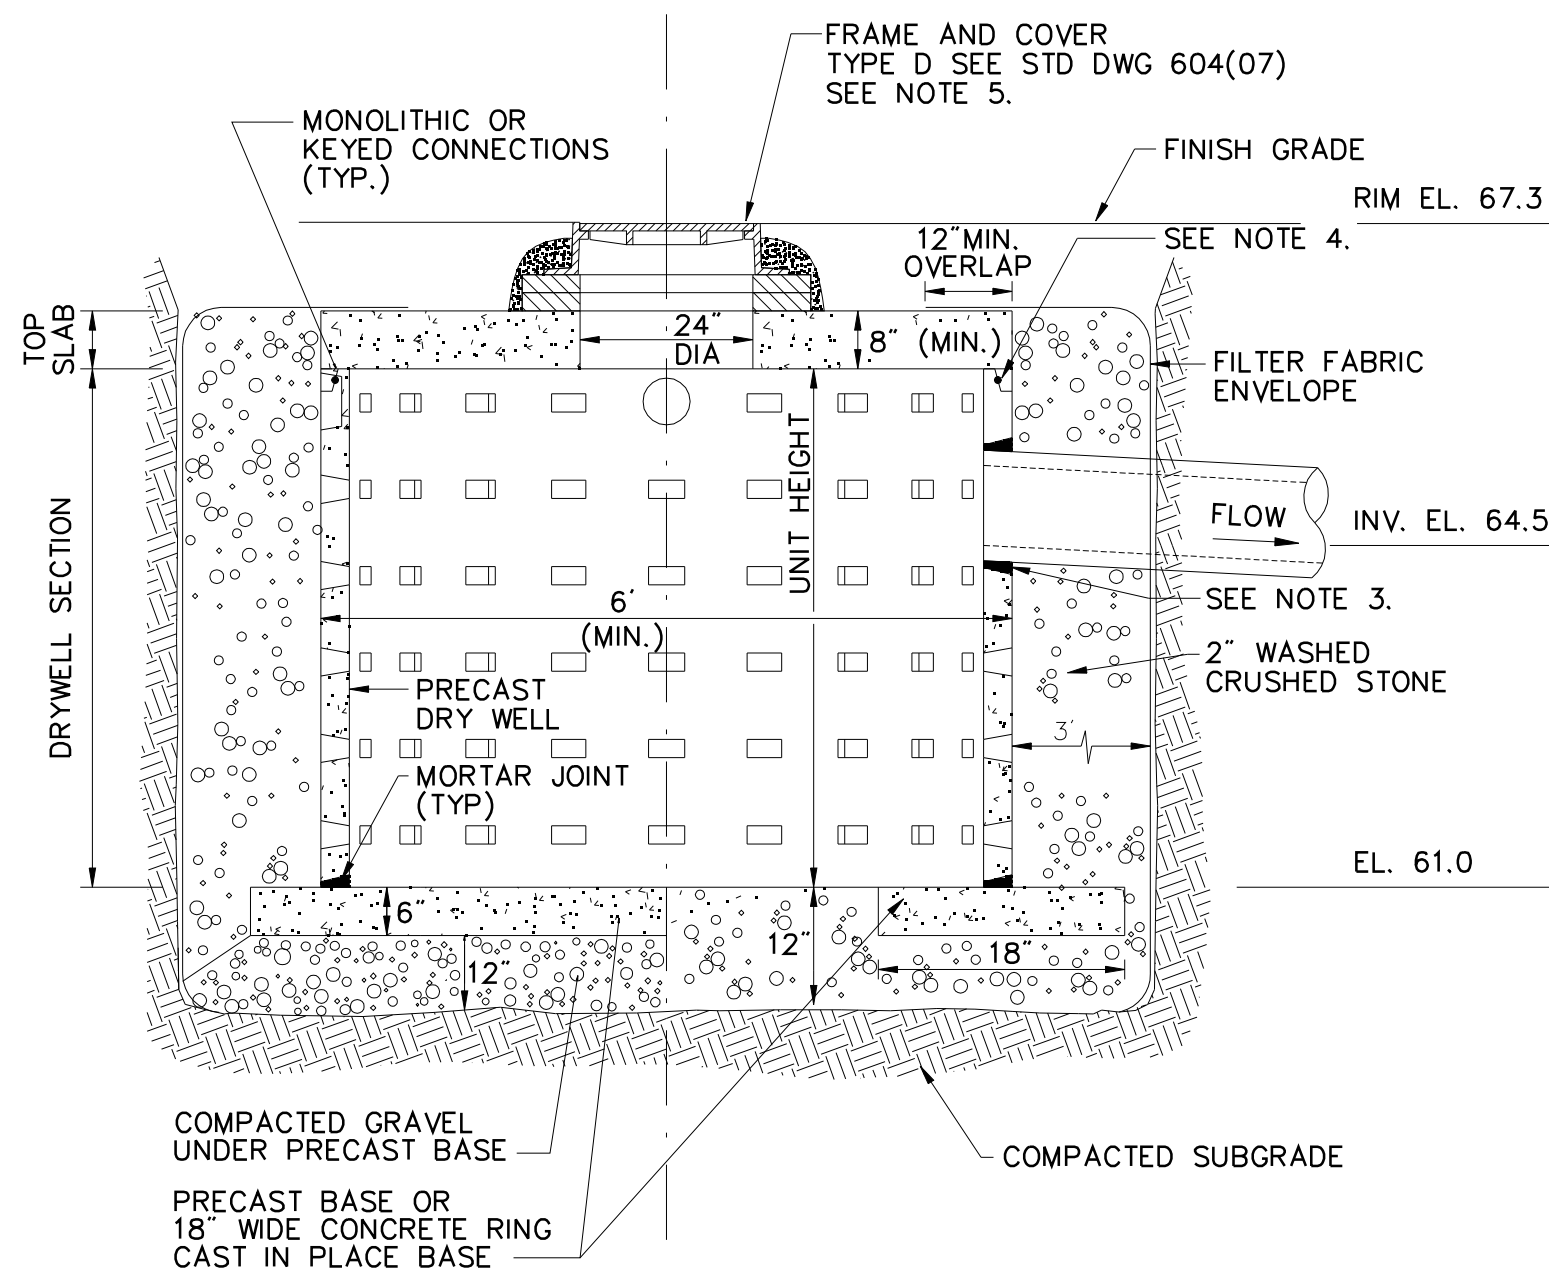 FRAME AND COVER
TYPE D SEE STD DWG 604(07)
SEE NOTE 5.
MONOLITHIC OR
KEYED CONNECTIONS
(TYP.)
FINISH GRADE
RIM EL. 67.3
12"MIN.
OVERLAP
SEE NOTE 4.
TOP
SLAB
24"
DIA
8" (MIN.)
FILTER FABRIC
ENVELOPE
UNIT HEIGHT
DRYWELL SECTION
FLOW
INV. EL. 64.5
SEE NOTE 3.
6'
(MIN.)
2" WASHED
CRUSHED STONE
PRECAST
DRY WELL
3'
MORTAR JOINT
(TYP)
EL. 61.0
6"
12"
12"
18"
COMPACTED GRAVEL
UNDER PRECAST BASE
COMPACTED SUBGRADE
PRECAST BASE OR
18" WIDE CONCRETE RING
CAST IN PLACE BASE